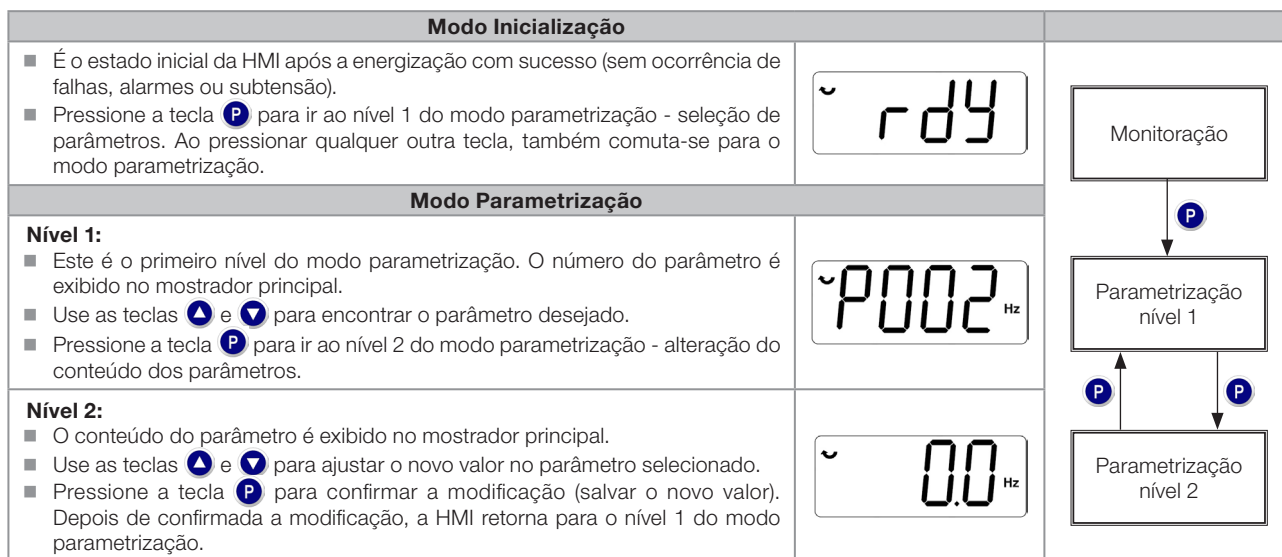 Modo Inicialização
É o estado inicial da HMI após a energização com sucesso (sem ocorrência de
falhas, alarmes ou subtensão).
Pressione a tecla P para ir ao nível 1 do modo parametrização - seleção de
parâmetros. Ao pressionar qualquer outra tecla, também comuta-se para o
modo parametrização.
rdY
Modo Parametrização
Nível 1:
Este é o primeiro nível do modo parametrização. O número do parâmetro é
exibido no mostrador principal.
Use as teclas e para encontrar o parâmetro desejado.
Pressione a tecla P para ir ao nível 2 do modo parametrização - alteração do
conteúdo dos parâmetros.
P002 Hz
Nível 2:
O conteúdo do parâmetro é exibido no mostrador principal.
Use as teclas e para ajustar o novo valor no parâmetro selecionado.
Pressione a tecla P para confirmar a modificação (salvar o novo valor).
Depois de confirmada a modificação, a HMI retorna para o nível 1 do modo
parametrização.
0.0 Hz
Monitoração
P
Parametrização
nível 1
P
P
Parametrização
nível 2